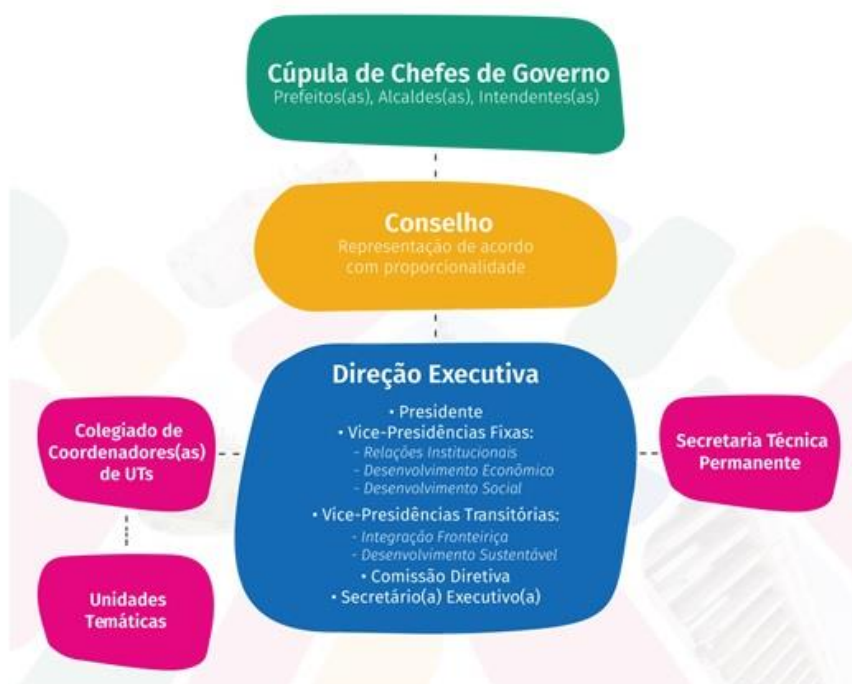 Cúpula de Chefes de Governo
Prefeitos(as), Alcaldes(as), Intendentes(as)
Conselho
Representação de acordo
com proporcionalidade
Direção Executiva
• Presidente
• Vice-Presidências Fixas:
- Relações Institucionais
- Desenvolvimento Econômico
- Desenvolvimento Social
• Vice-Presidências Transitórias:
- Integração Fronteiriça
- Desenvolvimento Sustentável
• Comissão Diretiva
• Secretário(a) Executivo(a)
Colegiado de
Coordenadores(as)
de UTs
Unidades
Temáticas
Secretaria Técnica
Permanente